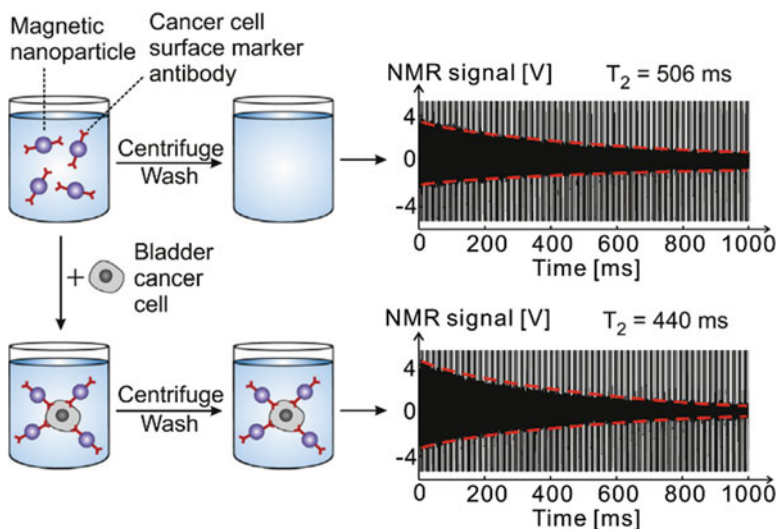 Magnetic
nanoparticle
Cancer cell
surface marker
antibody
Centrifuge
Wash
NMR signal [V]
T₂ = 506 ms
4
0
-4
0 200 400 600 800 1000
Time [ms]
+
Bladder
cancer
cell
Centrifuge
Wash
NMR signal [V]
T₂ = 440 ms
4
0
-4
0 200 400 600 800 1000
Time [ms]